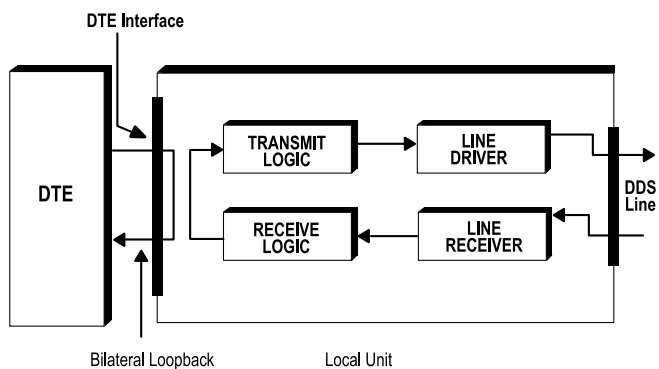 DTE Interface
DTE
TRANSMIT
LOGIC
LINE
DRIVER
DDS
Line
RECEIVE
LOGIC
LINE
RECEIVER
Bilateral Loopback
Local Unit